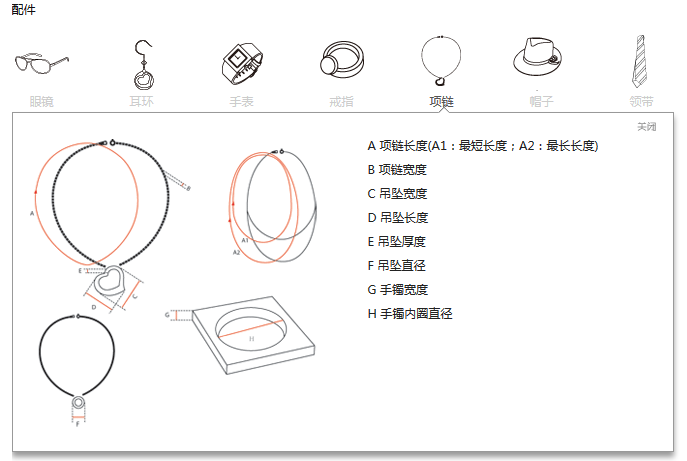 配件
眼镜 耳环 手表 戒指 项链 帽子 领带
关闭
A 项链长度(A1：最短长度；A2：最长长度)
B 项链宽度
C 吊坠宽度
D 吊坠长度
E 吊坠厚度
F 吊坠直径
G 手镯宽度
H 手镯内圈直径
B
A
A1
A2
E
C
D
G
H
F